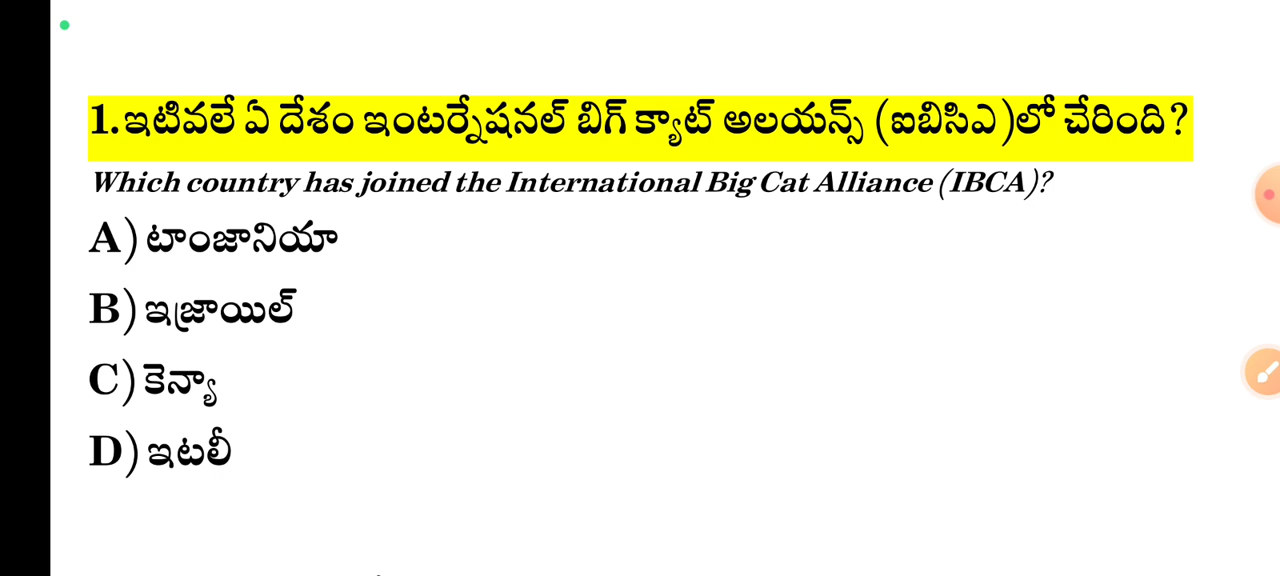 1.ఇటివలే ఏ దేశం ఇంటర్నేషనల్ బిగ్ క్యాట్ అలయన్స్ (ఐబిసిఎ)లో చేరింది?
Which country has joined the International Big Cat Alliance (IBCA)?
A) టాంజానియా
B) ఇజ్రాయిల్
C) కెన్యా
D) ఇటలీ